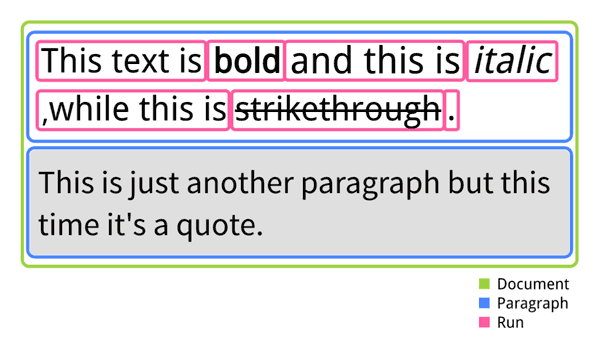 This text is bold and this is italic
,while this is strikethrough.
This is just another paragraph but this
time it's a quote.
Document
Paragraph
Run